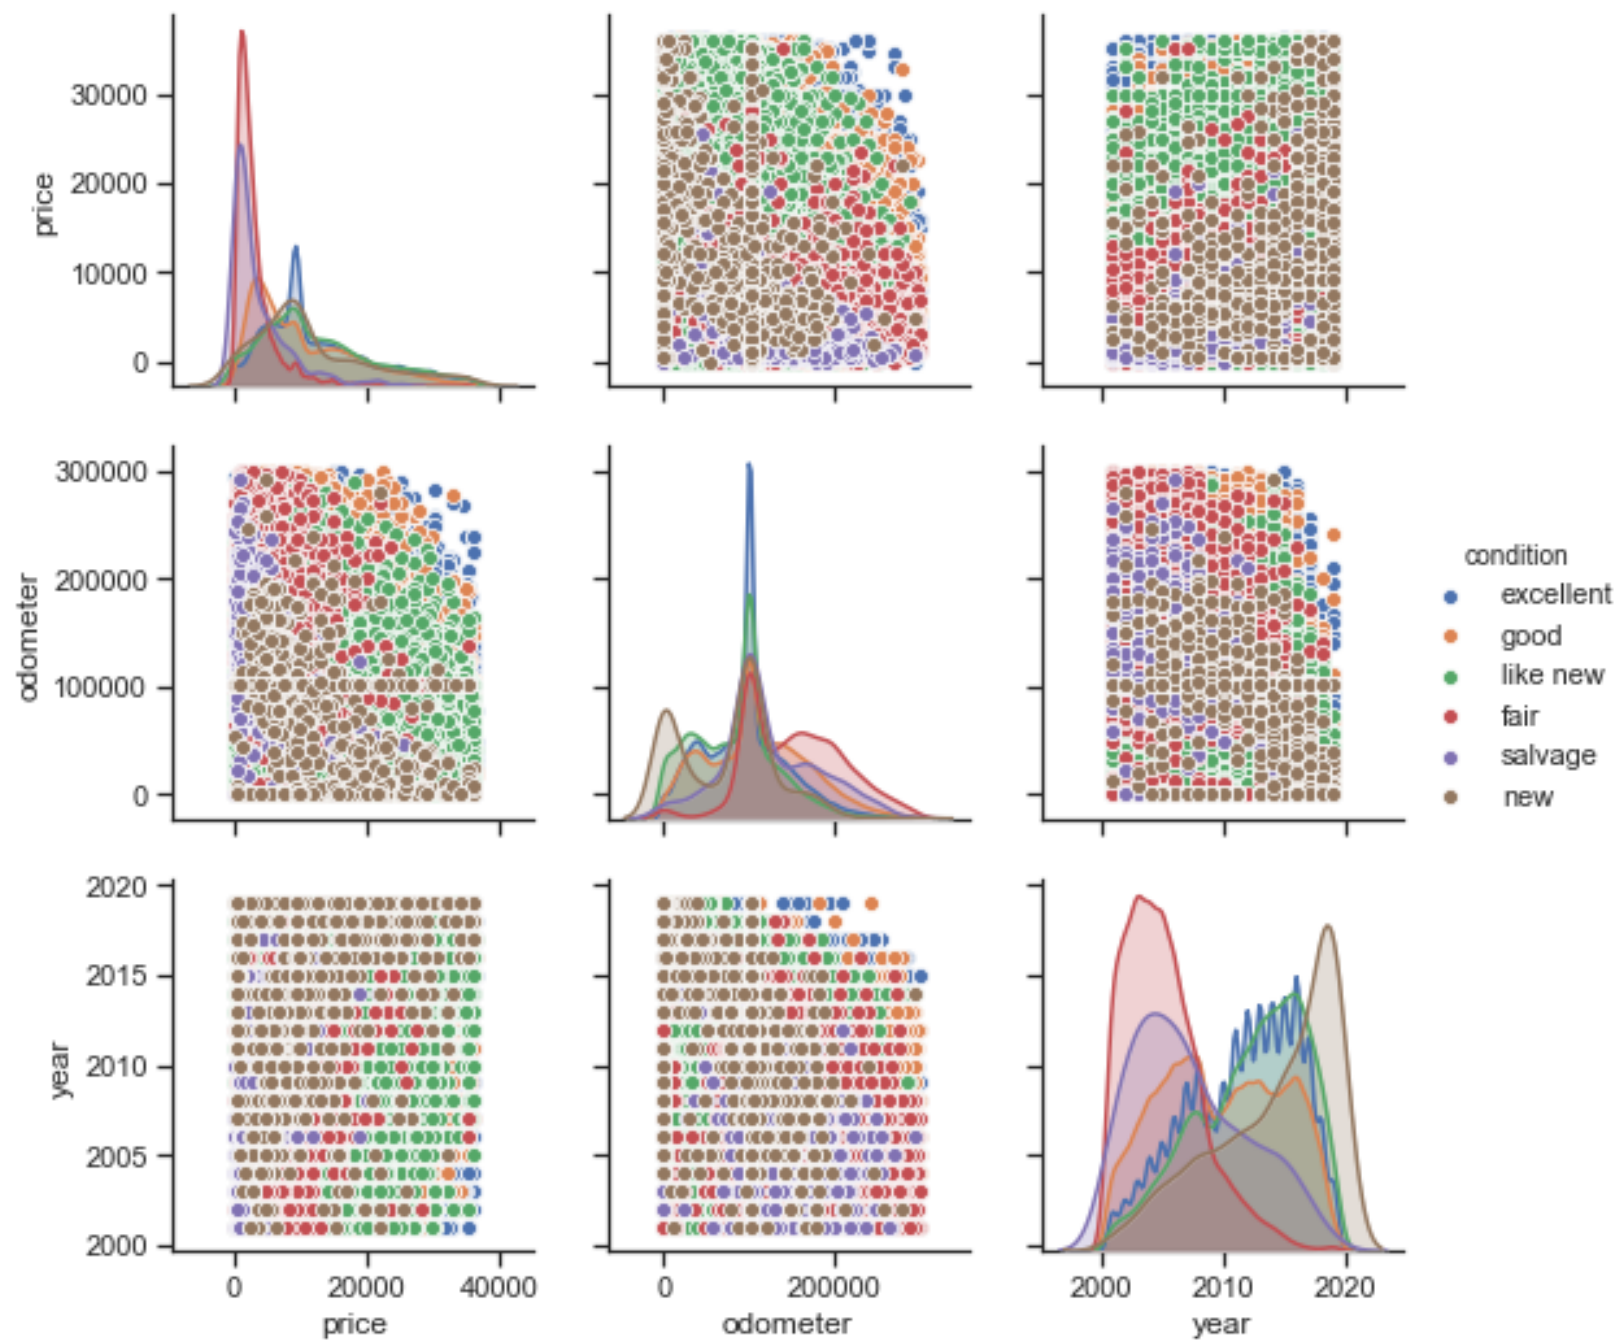 30000
20000
10000
0
price
300000
200000
100000
0
odometer
condition
excellent
good
like new
fair
salvage
new
2020
2015
2010
2005
2000
year
0 20000 40000
0 200000
2000 2010 2020
price odometer year